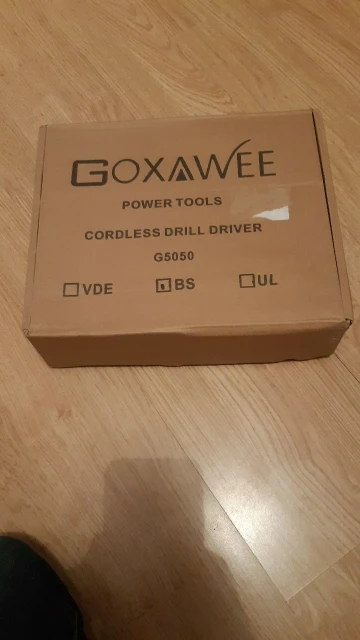 GOXAWEE
POWER TOOLS
CORDLESS DRILL DRIVER
G5050
VDE BS UL